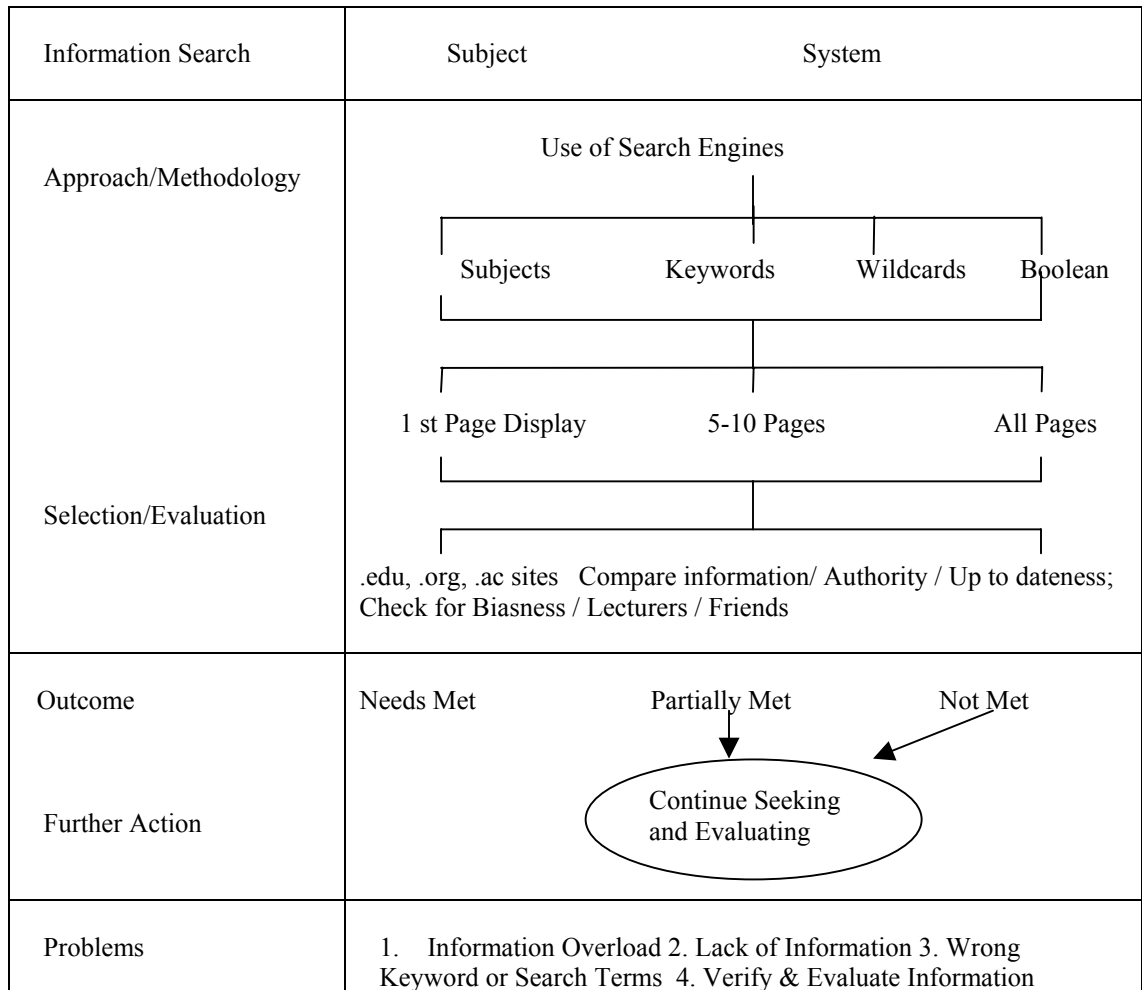 Information Search Subject System
Use of Search Engines
Approach/Methodology
Subjects Keywords Wildcards Boolean
1 st Page Display 5-10 Pages All Pages
Selection/Evaluation
.edu, .org, .ac sites Compare information/ Authority / Up to dateness;
Check for Biasness / Lecturers / Friends
Outcome Needs Met Partially Met Not Met
Continue Seeking
and Evaluating
Further Action
Problems 1. Information Overload 2. Lack of Information 3. Wrong
Keyword or Search Terms 4. Verify & Evaluate Information